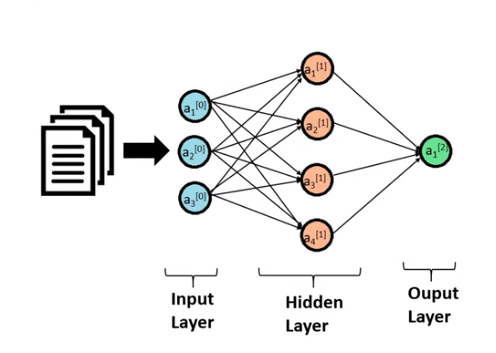 a₁[0]
a₂[0]
a₃[0]
a₁[1]
a₂[1]
a₃[1]
a₄[1]
a₁[2]
Input
Layer
Hidden
Layer
Ouput
Layer